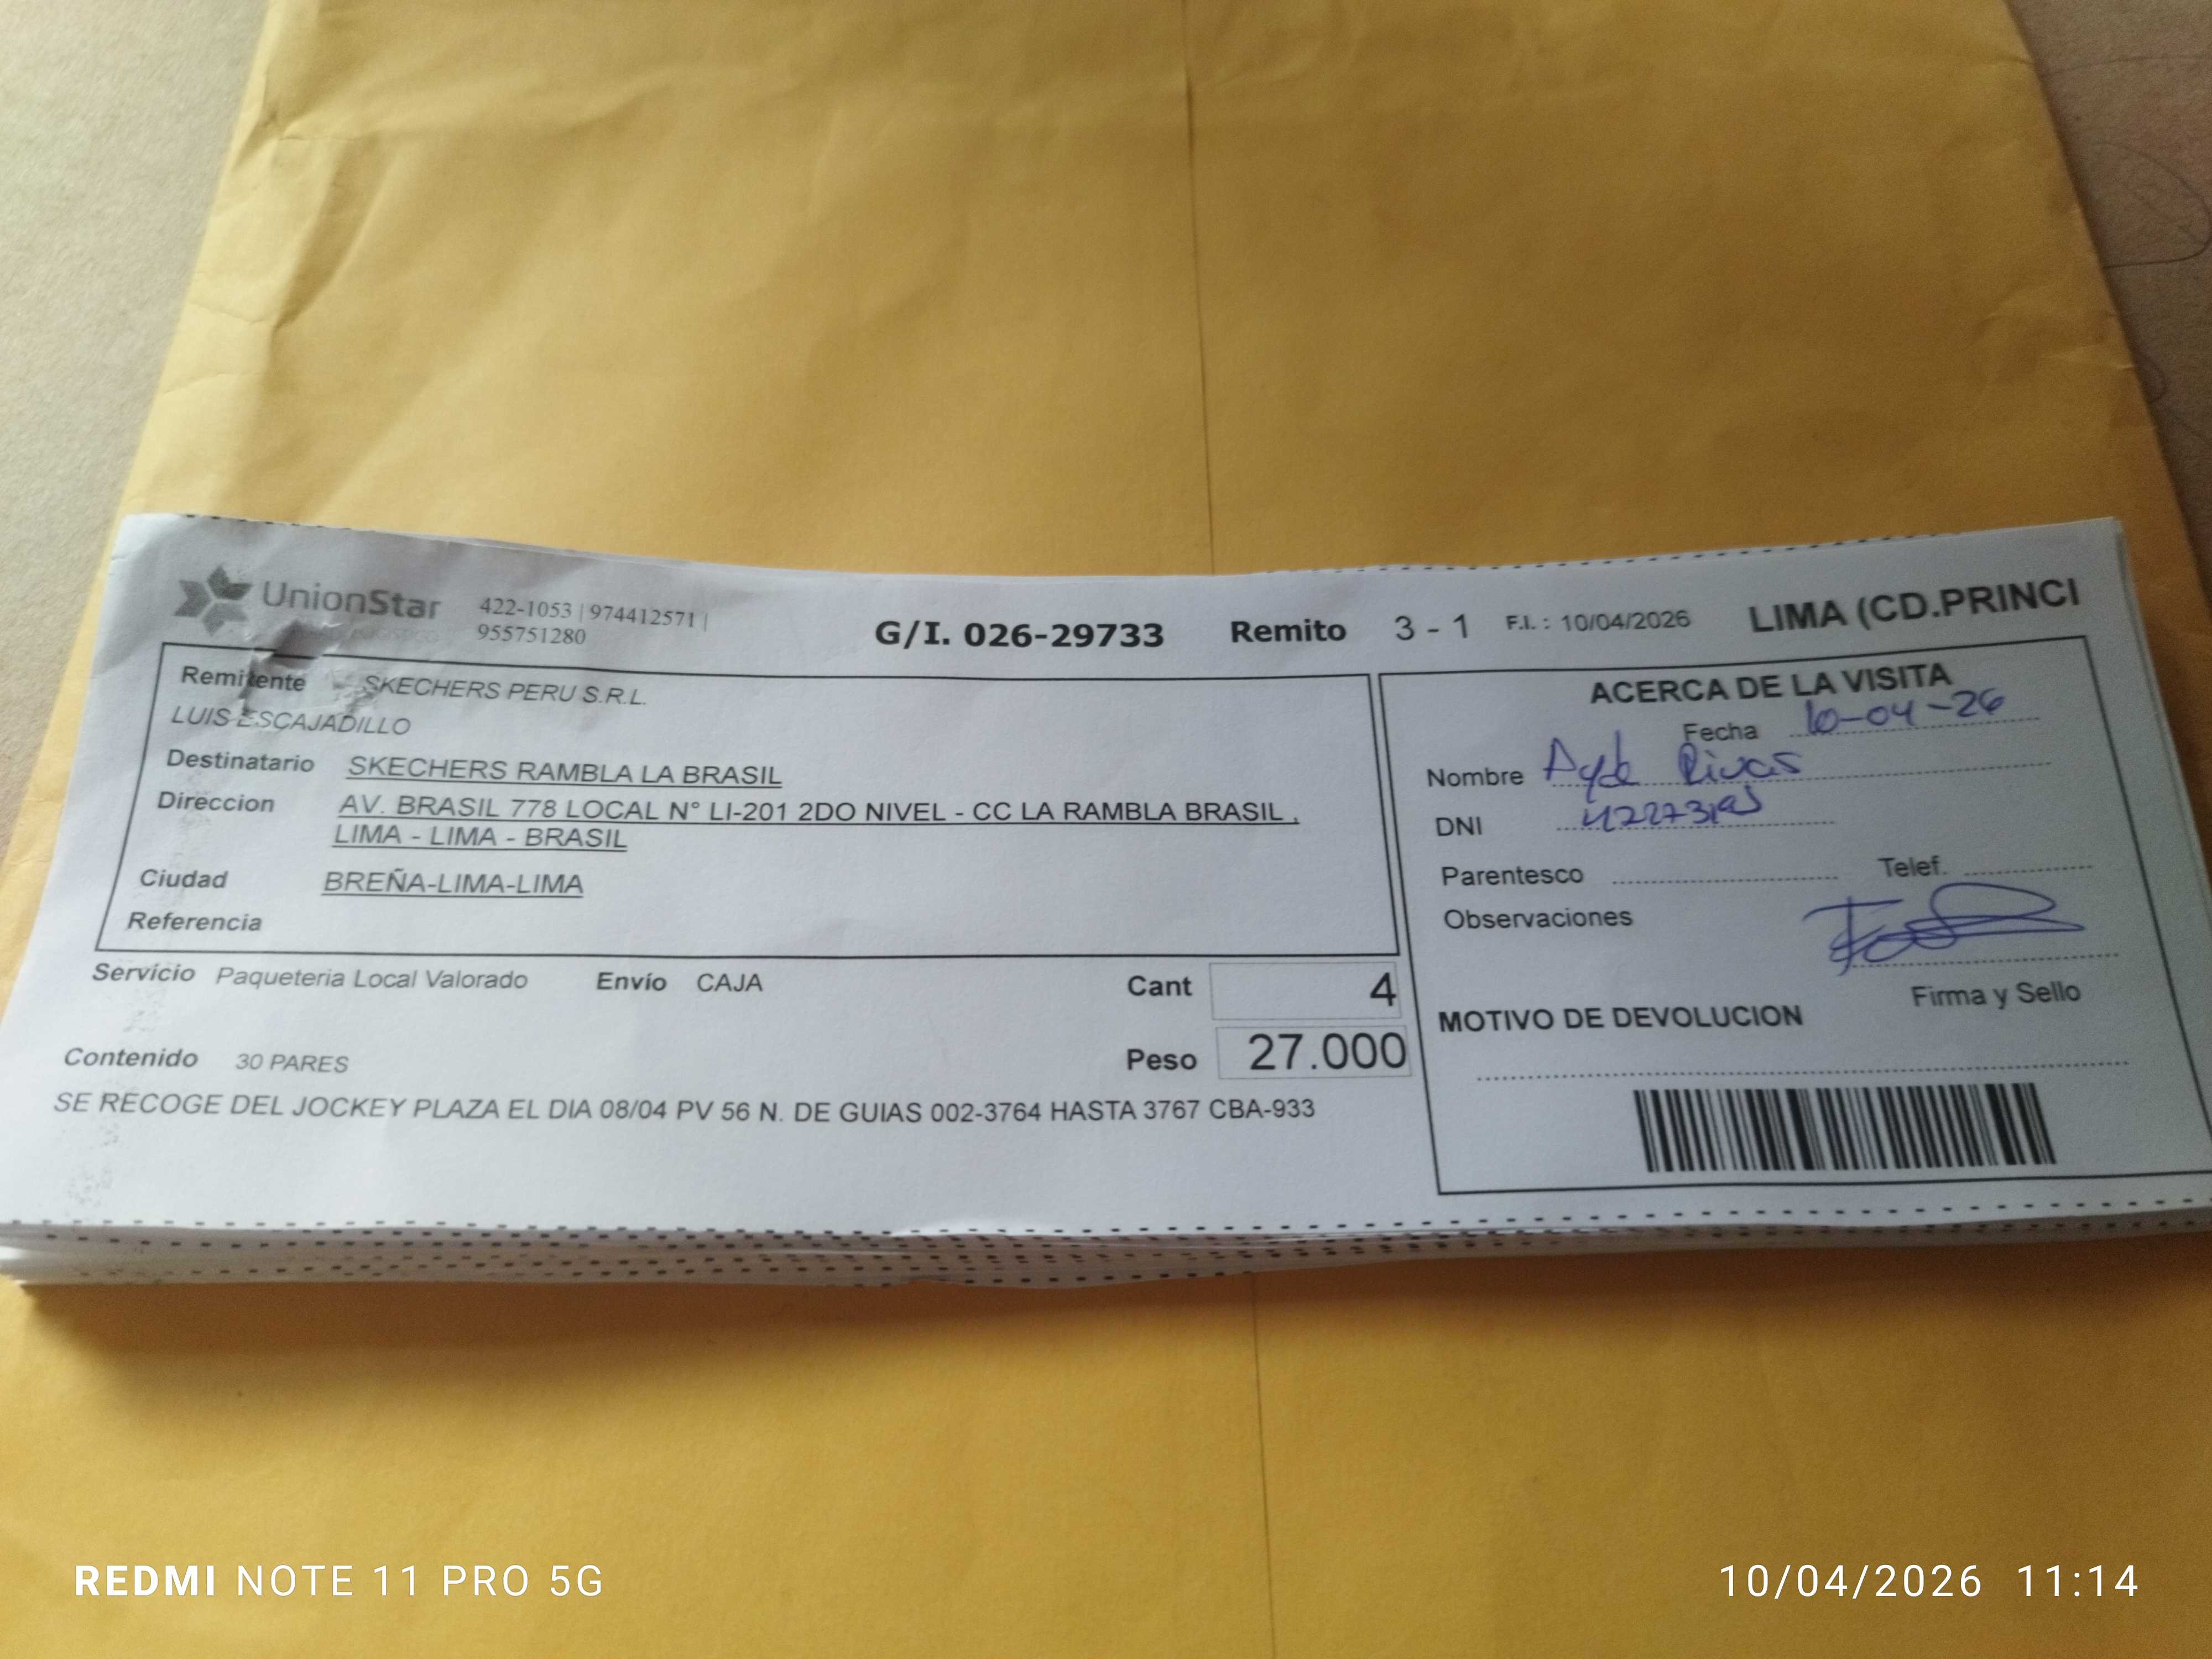 UnionStar 422-1053 | 974412571 |
955751280
G/I. 026-29733 Remito 3 - 1 F.I. : 10/04/2026 LIMA (CD.PRINCI
Remitente SKECHERS PERU S.R.L.
LUIS ESCAJADILLO
Destinatario SKECHERS RAMBLA LA BRASIL
Direccion AV. BRASIL 778 LOCAL N° LI-201 2DO NIVEL - CC LA RAMBLA BRASIL ,
LIMA - LIMA - BRASIL
Ciudad BREÑA-LIMA-LIMA
Referencia
Servicio Paqueteria Local Valorado Envío CAJA Cant 4
Contenido 30 PARES Peso 27.000
SE RECOGE DEL JOCKEY PLAZA EL DIA 08/04 PV 56 N. DE GUIAS 002-3764 HASTA 3767 CBA-933
ACERCA DE LA VISITA
Fecha 10-04-26
Nombre Ayde Rivas
DNI
Parentesco Telef.
Observaciones
Firma y Sello
MOTIVO DE DEVOLUCION
REDMI NOTE 11 PRO 5G 10/04/2026 11:14